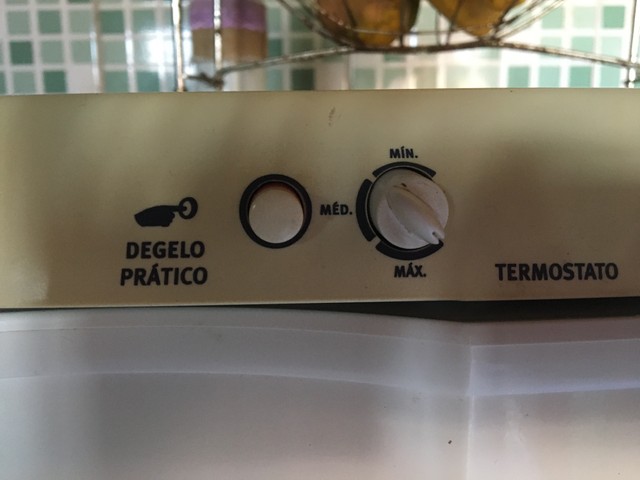 MÍN.
MÉD.
DEGELO
PRÁTICO
MÁX.
TERMOSTATO